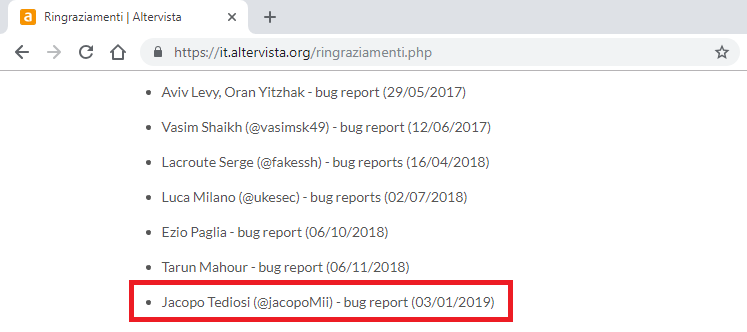 a Ringraziamenti | Altervista
https://it.altervista.org/ringraziamenti.php
• Aviv Levy, Oran Yitzhak - bug report (29/05/2017)
• Vasim Shaikh (@vasimsk49) - bug report (12/06/2017)
• Lacroute Serge (@fakessh) - bug reports (16/04/2018)
• Luca Milano (@ukesec) - bug reports (02/07/2018)
• Ezio Paglia - bug report (06/10/2018)
• Tarun Mahour - bug report (06/11/2018)
• Jacopo Tediosi (@jacopoMii) - bug report (03/01/2019)